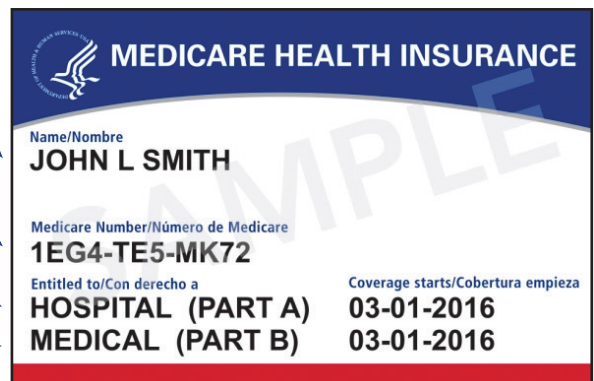 MEDICARE HEALTH INSURANCE
Name/Nombre
JOHN L SMITH
Medicare Number/Número de Medicare
1EG4-TE5-MK72
Entitled to/Con derecho a
HOSPITAL (PART A)
MEDICAL (PART B)
Coverage starts/Cobertura empieza
03-01-2016
03-01-2016
SAMPLE